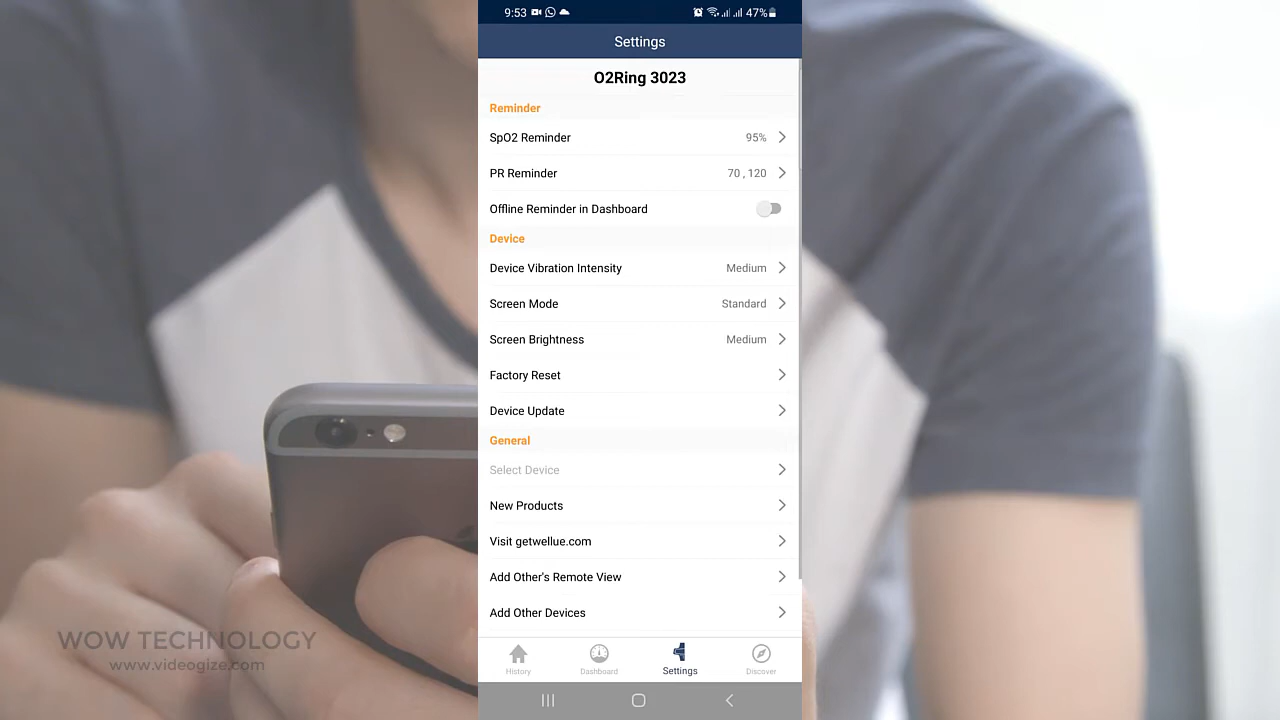 9:53 47%
Settings
O2Ring 3023
Reminder
SpO2 Reminder 95%
PR Reminder 70 , 120
Offline Reminder in Dashboard
Device
Device Vibration Intensity Medium
Screen Mode Standard
Screen Brightness Medium
Factory Reset
Device Update
General
Select Device
New Products
Visit getwellue.com
Add Other's Remote View
Add Other Devices
History Dashboard Settings Discover
WOW TECHNOLOGY
www.videogize.com